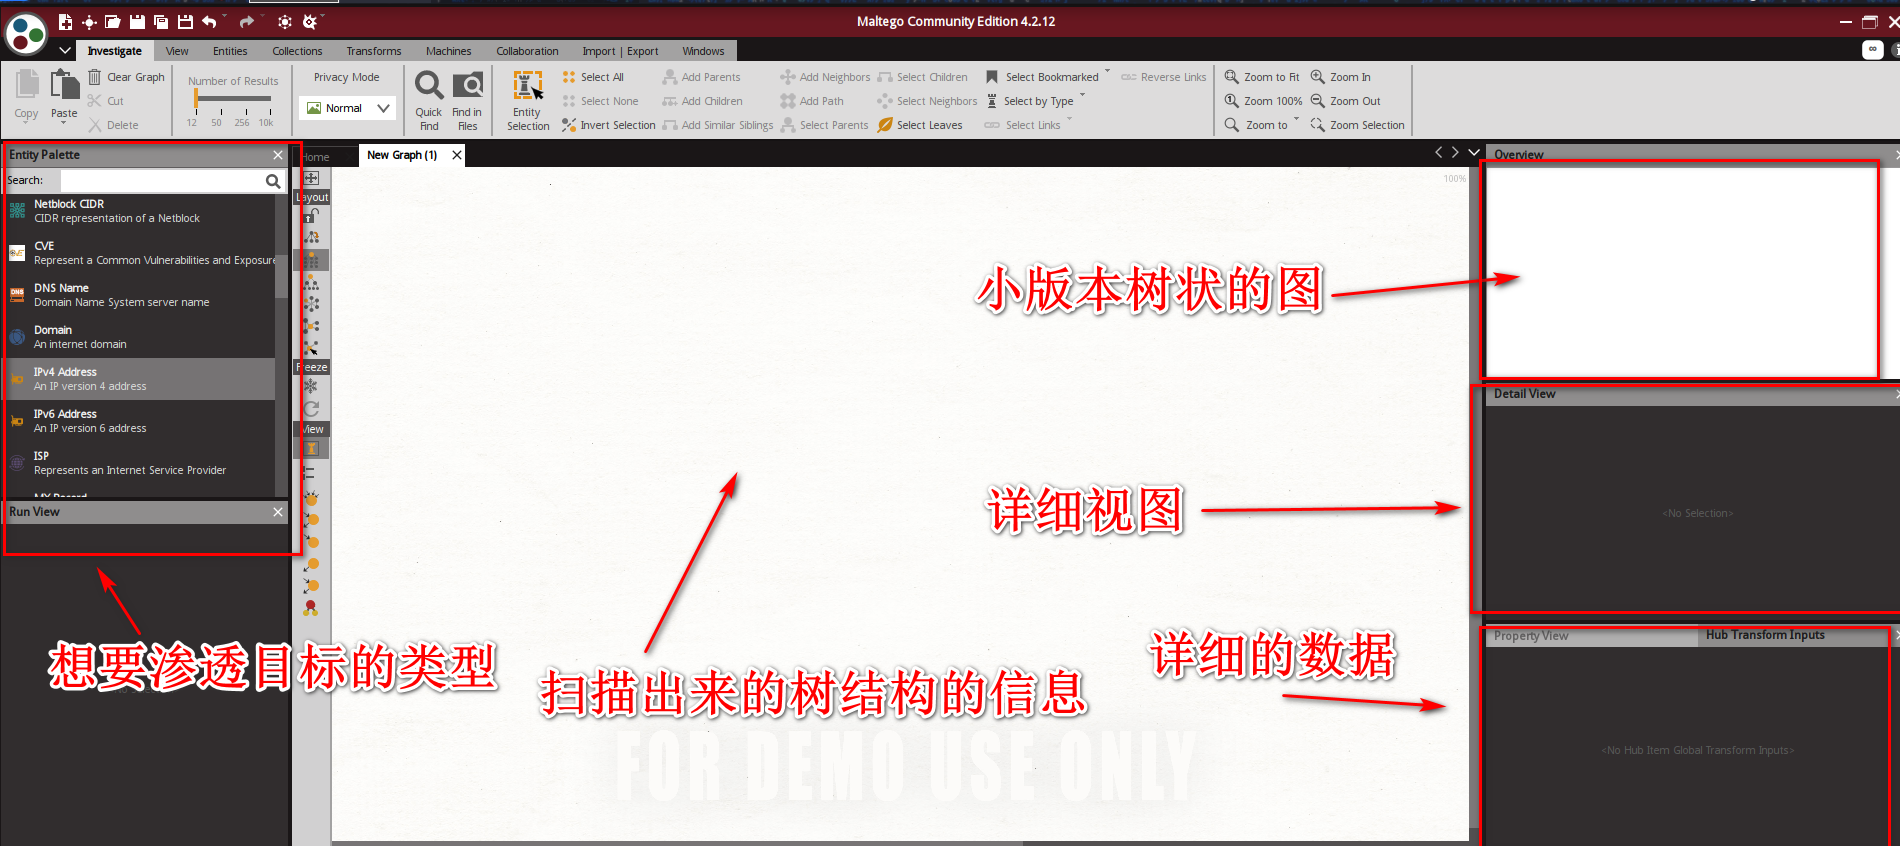 Maltego Community Edition 4.2.12
Investigate View Entities Collections Transforms Machines Collaboration Import | Export Windows
Copy
Paste
Clear Graph
Cut
Delete
Number of Results
12 50 256 10k
Privacy Mode
Normal
Quick Find
Find in Files
Entity Selection
Select All
Select None
Invert Selection
Add Parents
Add Children
Add Similar Siblings
Add Neighbors
Add Path
Select Parents
Select Children
Select Neighbors
Select Leaves
Select Bookmarked
Select by Type
Select Links
Reverse Links
Zoom to Fit
Zoom 100%
Zoom to
Zoom In
Zoom Out
Zoom Selection
Entity Palette
Search:
Netblock CIDR
CIDR representation of a Netblock
CVE
Represent a Common Vulnerabilities and Exposure
DNS Name
Domain Name System server name
Domain
An internet domain
IPv4 Address
An IP version 4 address
IPv6 Address
An IP version 6 address
ISP
Represents an Internet Service Provider
MX Record
Run View
想要渗透目标的类型
Home
New Graph (1)
Layout
Freeze
View
100%
小版本树状的图
详细视图
详细的数据
扫描出来的树结构的信息
FOR DEMO USE ONLY
Overview
Detail View
<No Selection>
Property View
Hub Transform Inputs
<No Hub Item Global Transform Inputs>